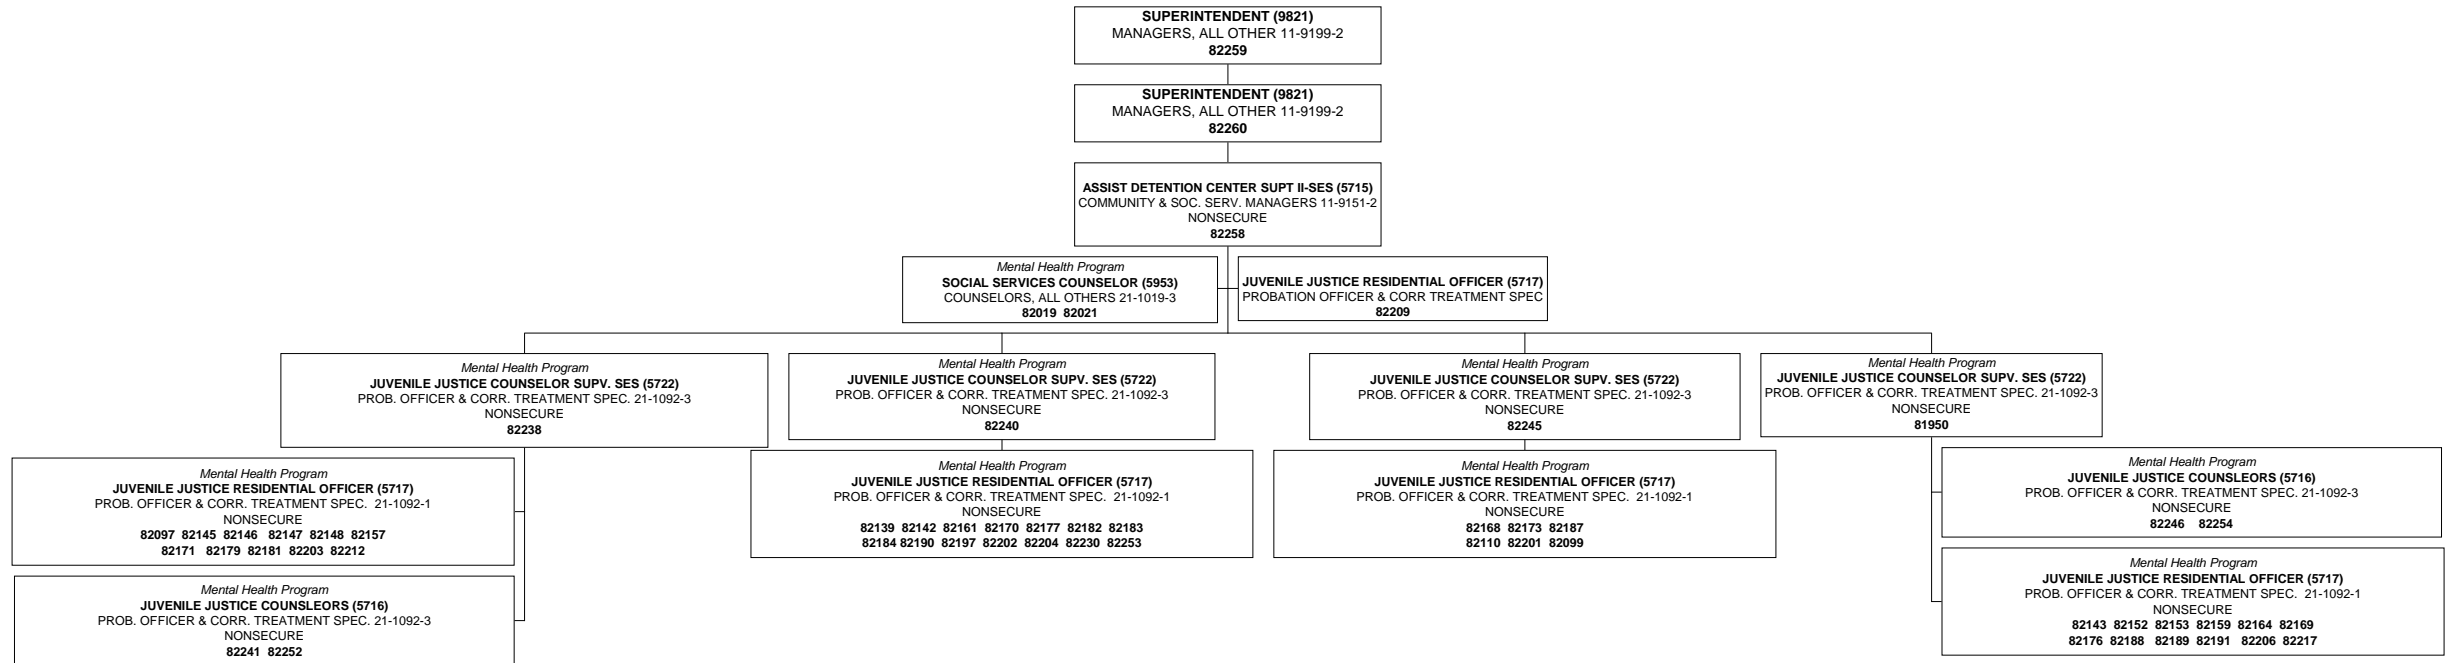 SUPERINTENDENT (9821)
MANAGERS, ALL OTHER 11-9199-2
82259
SUPERINTENDENT (9821)
MANAGERS, ALL OTHER 11-9199-2
82260
ASSIST DETENTION CENTER SUPT II-SES (5715)
COMMUNITY & SOC. SERV. MANAGERS 11-9151-2
NONSECURE
82258
Mental Health Program
SOCIAL SERVICES COUNSELOR (5953)
COUNSELORS, ALL OTHERS 21-1019-3
82019 82021
JUVENILE JUSTICE RESIDENTIAL OFFICER (5717)
PROBATION OFFICER & CORR TREATMENT SPEC
82209
Mental Health Program
JUVENILE JUSTICE COUNSELOR SUPV. SES (5722)
PROB. OFFICER & CORR. TREATMENT SPEC. 21-1092-3
NONSECURE
82238
Mental Health Program
JUVENILE JUSTICE COUNSELOR SUPV. SES (5722)
PROB. OFFICER & CORR. TREATMENT SPEC. 21-1092-3
NONSECURE
82240
Mental Health Program
JUVENILE JUSTICE COUNSELOR SUPV. SES (5722)
PROB. OFFICER & CORR. TREATMENT SPEC. 21-1092-3
NONSECURE
82245
Mental Health Program
JUVENILE JUSTICE COUNSELOR SUPV. SES (5722)
PROB. OFFICER & CORR. TREATMENT SPEC. 21-1092-3
NONSECURE
81950
Mental Health Program
JUVENILE JUSTICE RESIDENTIAL OFFICER (5717)
PROB. OFFICER & CORR. TREATMENT SPEC. 21-1092-1
NONSECURE
82097 82145 82146 82147 82148 82157
82171 82179 82181 82203 82212
Mental Health Program
JUVENILE JUSTICE COUNSLEORS (5716)
PROB. OFFICER & CORR. TREATMENT SPEC. 21-1092-3
NONSECURE
82241 82252
Mental Health Program
JUVENILE JUSTICE RESIDENTIAL OFFICER (5717)
PROB. OFFICER & CORR. TREATMENT SPEC. 21-1092-1
NONSECURE
82139 82142 82161 82170 82177 82182 82183
82184 82190 82197 82202 82204 82230 82253
Mental Health Program
JUVENILE JUSTICE RESIDENTIAL OFFICER (5717)
PROB. OFFICER & CORR. TREATMENT SPEC. 21-1092-1
NONSECURE
82168 82173 82187
82110 82201 82099
Mental Health Program
JUVENILE JUSTICE COUNSLEORS (5716)
PROB. OFFICER & CORR. TREATMENT SPEC. 21-1092-3
NONSECURE
82246 82254
Mental Health Program
JUVENILE JUSTICE RESIDENTIAL OFFICER (5717)
PROB. OFFICER & CORR. TREATMENT SPEC. 21-1092-1
NONSECURE
82143 82152 82153 82159 82164 82169
82176 82188 82189 82191 82206 82217